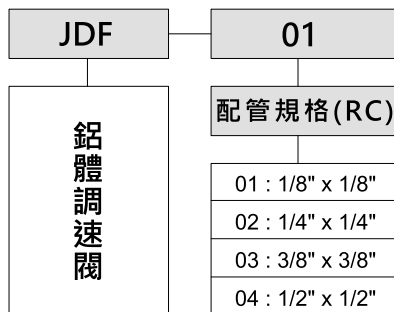 JDF
01
鋁體調速閥
配管規格(RC)
01 : 1/8" x 1/8"
02 : 1/4" x 1/4"
03 : 3/8" x 3/8"
04 : 1/2" x 1/2"